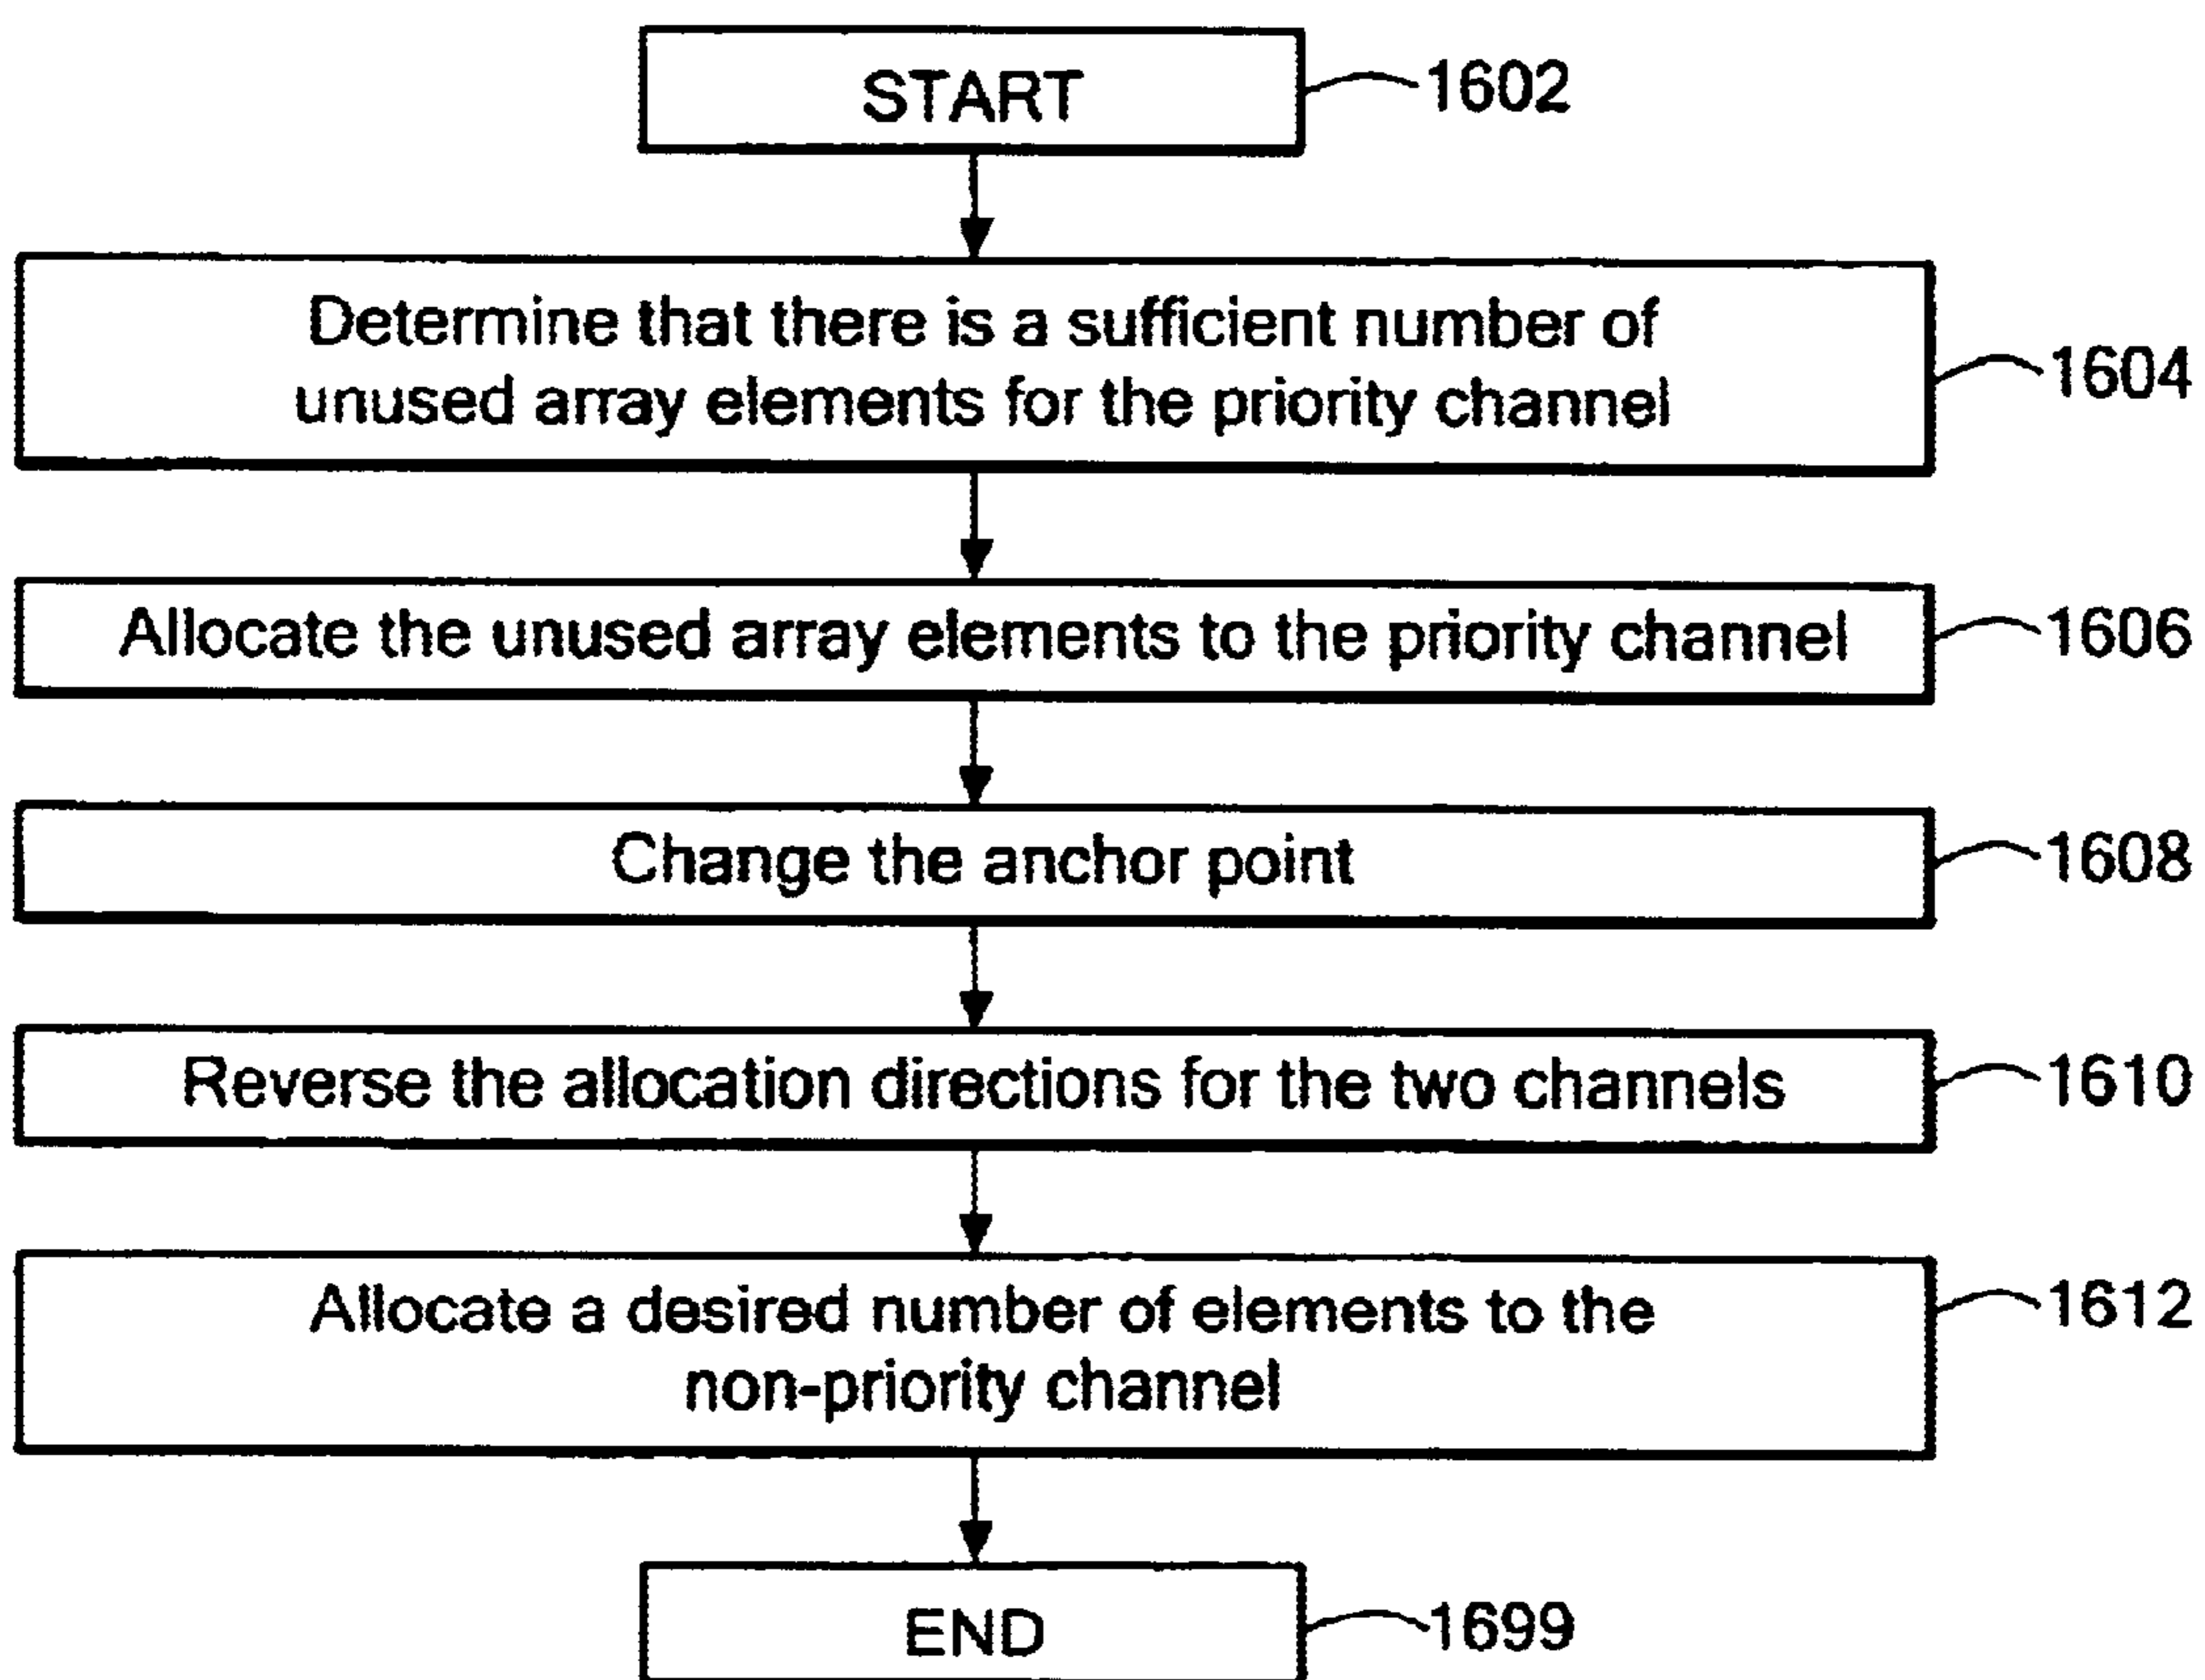 START
1602
Determine that there is a sufficient number of
unused array elements for the priority channel
1604
Allocate the unused array elements to the priority channel
1606
Change the anchor point
1608
Reverse the allocation directions for the two channels
1610
Allocate a desired number of elements to the
non-priority channel
1612
END
1699